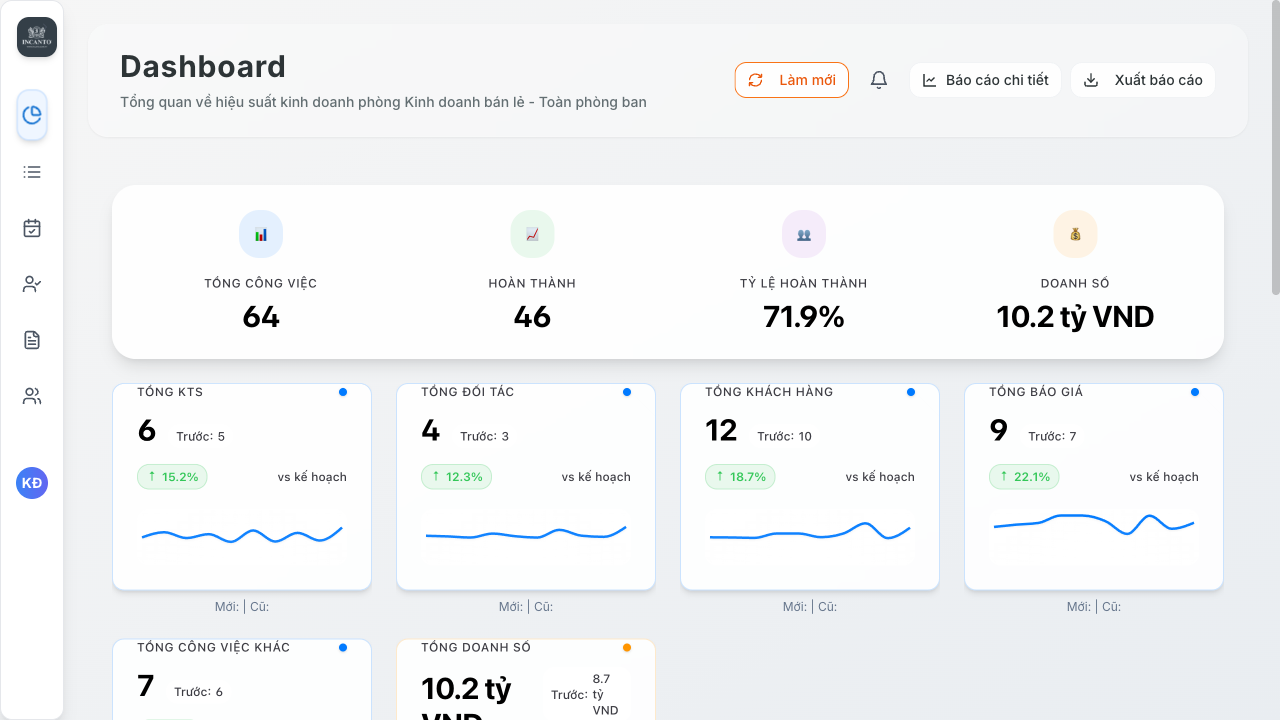 INCANTO
Dashboard
Tổng quan về hiệu suất kinh doanh phòng Kinh doanh bán lẻ - Toàn phòng ban
Làm mới
Báo cáo chi tiết
Xuất báo cáo
TỔNG CÔNG VIỆC
64
HOÀN THÀNH
46
TỶ LỆ HOÀN THÀNH
71.9%
DOANH SỐ
10.2 tỷ VND
TỔNG KTS
6 Trước: 5
↑ 15.2% vs kế hoạch
Mới: | Cũ:
TỔNG ĐỐI TÁC
4 Trước: 3
↑ 12.3% vs kế hoạch
Mới: | Cũ:
TỔNG KHÁCH HÀNG
12 Trước: 10
↑ 18.7% vs kế hoạch
Mới: | Cũ:
TỔNG BÁO GIÁ
9 Trước: 7
↑ 22.1% vs kế hoạch
Mới: | Cũ:
KĐ
TỔNG CÔNG VIỆC KHÁC
7 Trước: 6
TỔNG DOANH SỐ
10.2 tỷ
VND
Trước: 8.7
tỷ
VND